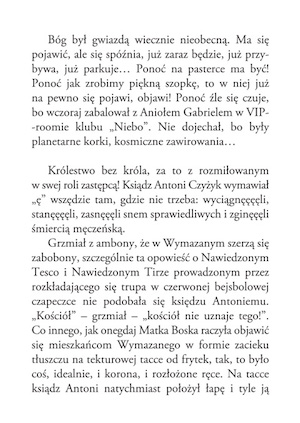 Bóg był gwiazdą wiecznie nieobecną. Ma się
pojawić, ale się spóźnia, już zaraz będzie, już przy-
bywa, już parkuje… Ponoć na pasterce ma być!
Ponoć jak zrobimy piękną szopkę, to w niej już
na pewno się pojawi, objawi! Ponoć źle się czuje,
bo wczoraj zabalował z Aniołem Gabrielem w VIP-
-roomie klubu „Niebo”. Nie dojechał, bo były
planetarne korki, kosmiczne zawirowania…
Królestwo bez króla, za to z rozmiłowanym
w swej roli zastępcą! Ksiądz Antoni Czyżyk wymawiał
„ę” wszędzie tam, gdzie nie trzeba: wyciągnęęęęli,
stanęęęęli, zasnęęęli snem sprawiedliwych i zginęęęli
śmiercią męczeńską.
Grzmiał z ambony, że w Wymazanym szerzą się
zabobony, szczególnie ta opowieść o Nawiedzonym
Tesco i Nawiedzonym Tirze prowadzonym przez
rozkładającego się trupa w czerwonej bejsbolowej
czapeczce nie podobała się księdzu Antoniemu.
„Kościół” – grzmiał – „kościół nie uznaje tego!”.
Co innego, jak onegdaj Matka Boska raczyła objawić
się mieszkańcom Wymazanego w formie zacieku
tłuszczu na tekturowej tacce od frytek, tak, to było
coś, idealnie, i korona, i rozłożone ręce. Na tacce
ksiądz Antoni natychmiast położył łapę i tyle ją